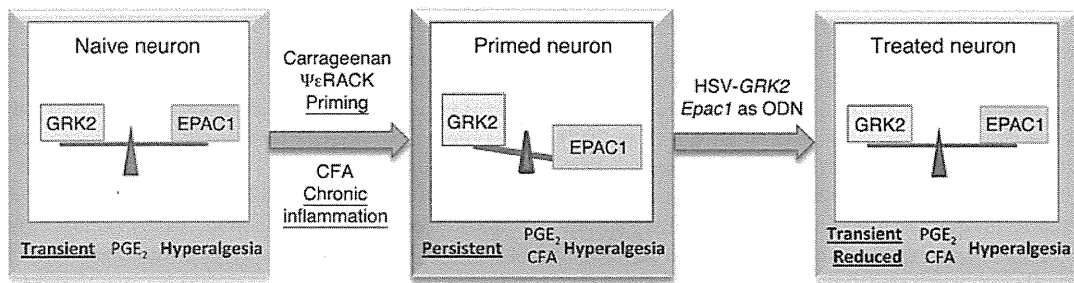 Naive neuron
GRK2
EPAC1
Transient PGE₂ Hyperalgesia
Carrageenan
ΨεRACK
Priming
CFA
Chronic
inflammation
Primed neuron
GRK2
EPAC1
Persistent PGE₂ CFA Hyperalgesia
HSV-GRK2
Epac1 as ODN
Treated neuron
GRK2
EPAC1
Transient Reduced PGE₂ CFA Hyperalgesia